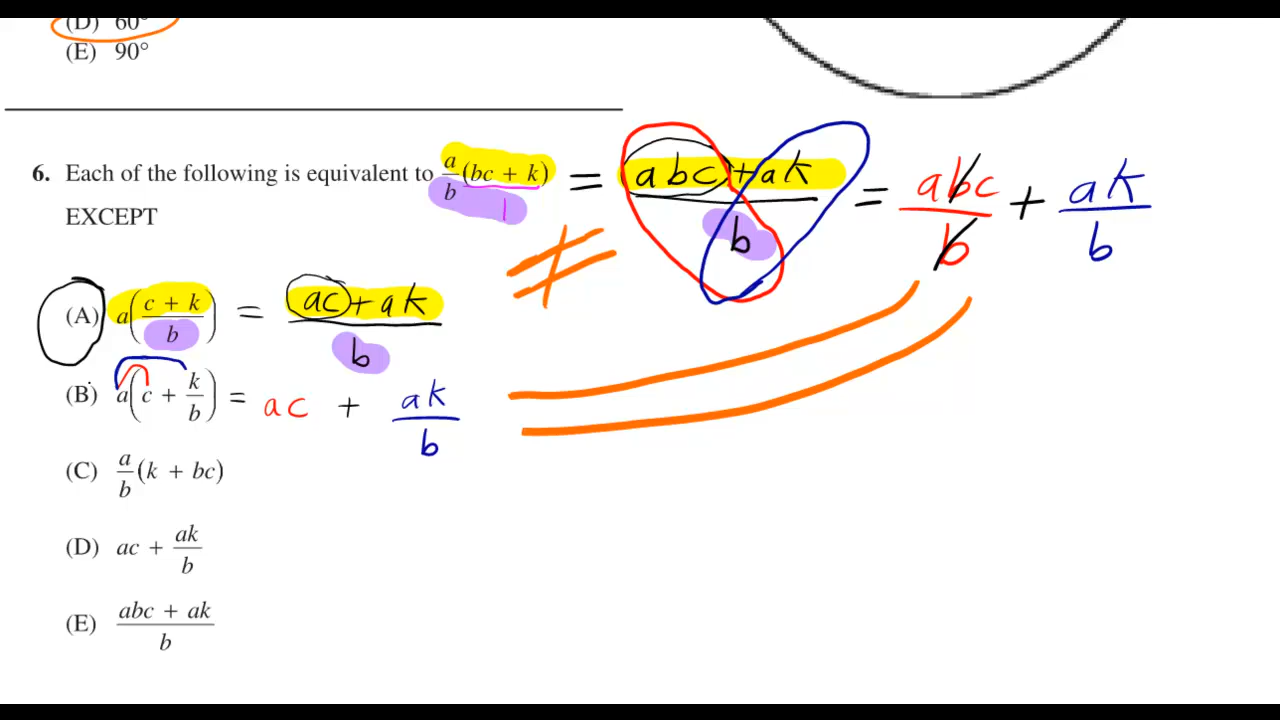 (D) 60°
(E) 90°
6. Each of the following is equivalent to a/b (bc + k) = (abc + ak)/b = abc/b + ak/b
EXCEPT
1
≠
(A) a((c + k)/b) = (ac + ak)/b
(B) a(c + k/b) = ac + ak/b
(C) a/b (k + bc)
(D) ac + ak/b
(E) (abc + ak)/b